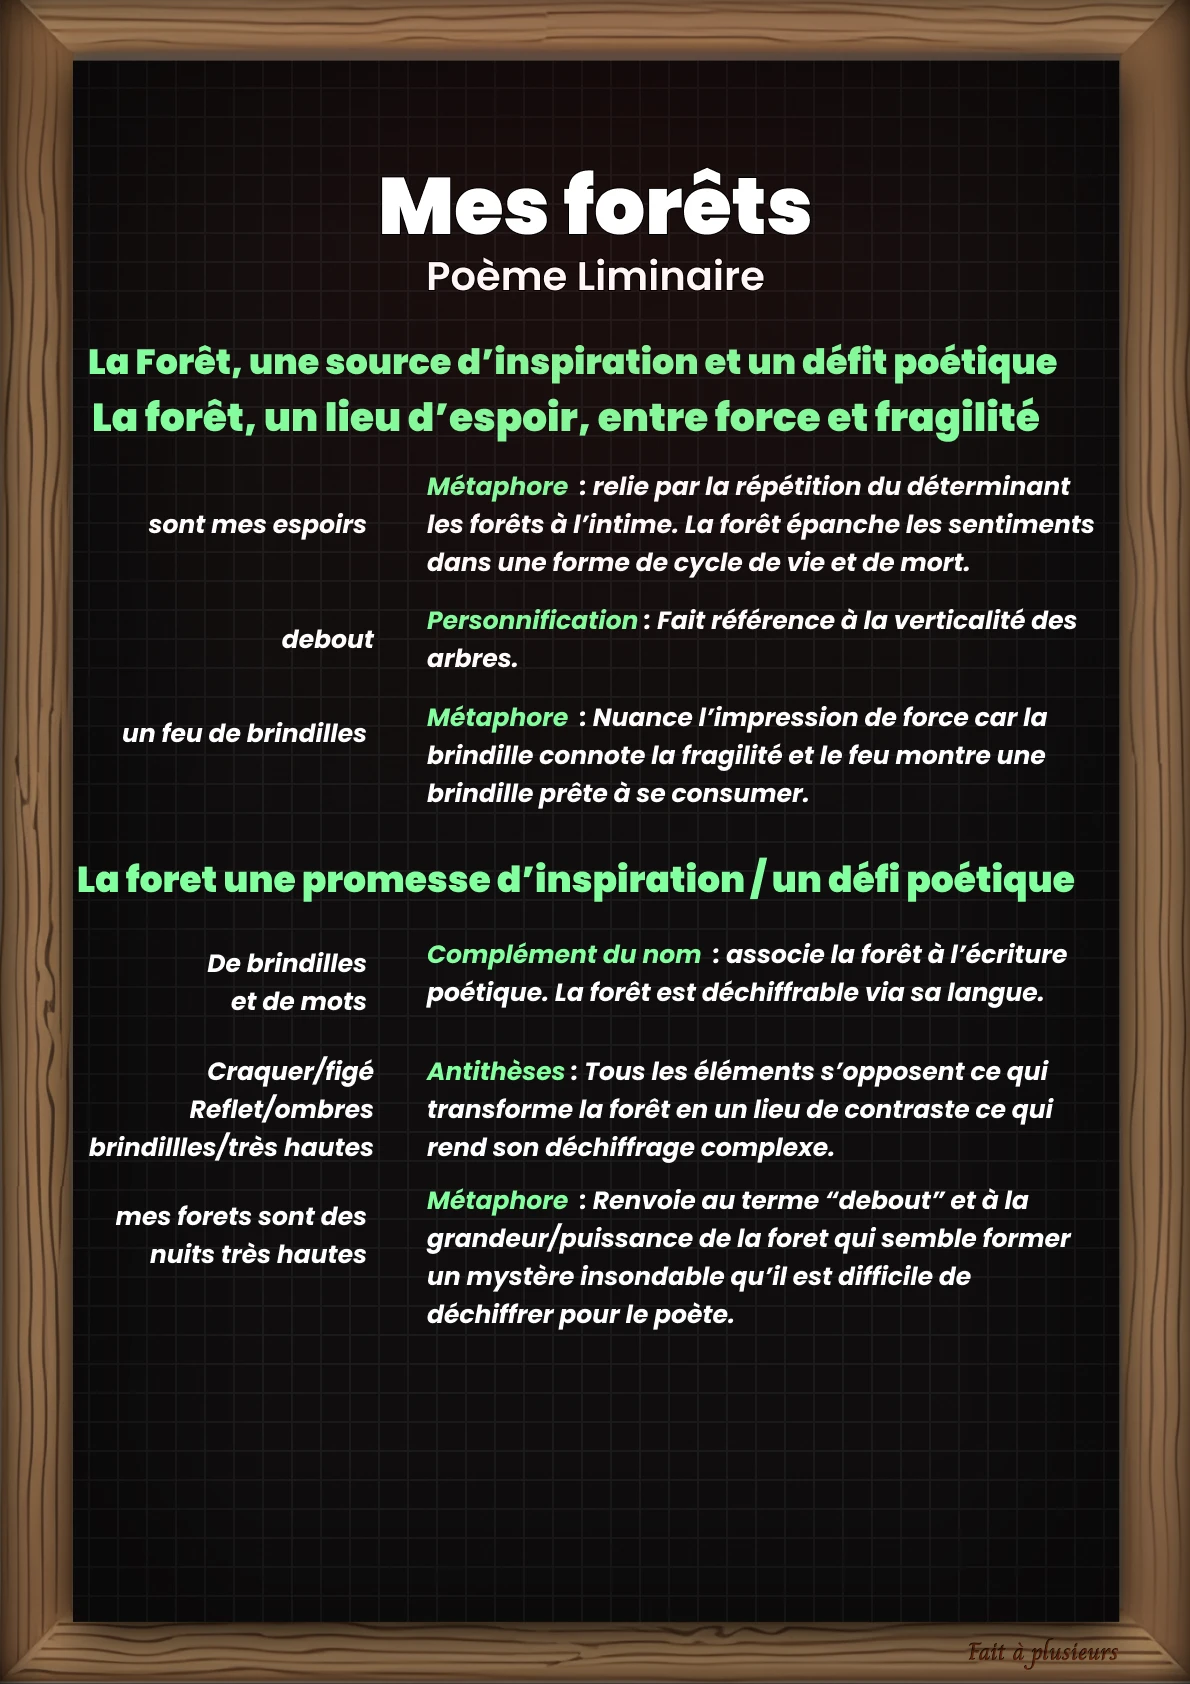 Mes forêts
Poème Liminaire
La Forêt, une source d’inspiration et un défit poétique
La forêt, un lieu d’espoir, entre force et fragilité
sont mes espoirs
Métaphore : relie par la répétition du déterminant
les forêts à l’intime. La forêt épanche les sentiments
dans une forme de cycle de vie et de mort.
debout
Personnification : Fait référence à la verticalité des
arbres.
un feu de brindilles
Métaphore : Nuance l’impression de force car la
brindille connote la fragilité et le feu montre une
brindille prête à se consumer.
La foret une promesse d’inspiration / un défi poétique
De brindilles
et de mots
Complément du nom : associe la forêt à l’écriture
poétique. La forêt est déchiffrable via sa langue.
Craquer/figé
Reflet/ombres
brindillles/très hautes
Antithèses : Tous les éléments s’opposent ce qui
transforme la forêt en un lieu de contraste ce qui
rend son déchiffrage complexe.
mes forets sont des
nuits très hautes
Métaphore : Renvoie au terme “debout” et à la
grandeur/puissance de la foret qui semble former
un mystère insondable qu’il est difficile de
déchiffrer pour le poète.
Fait à plusieurs